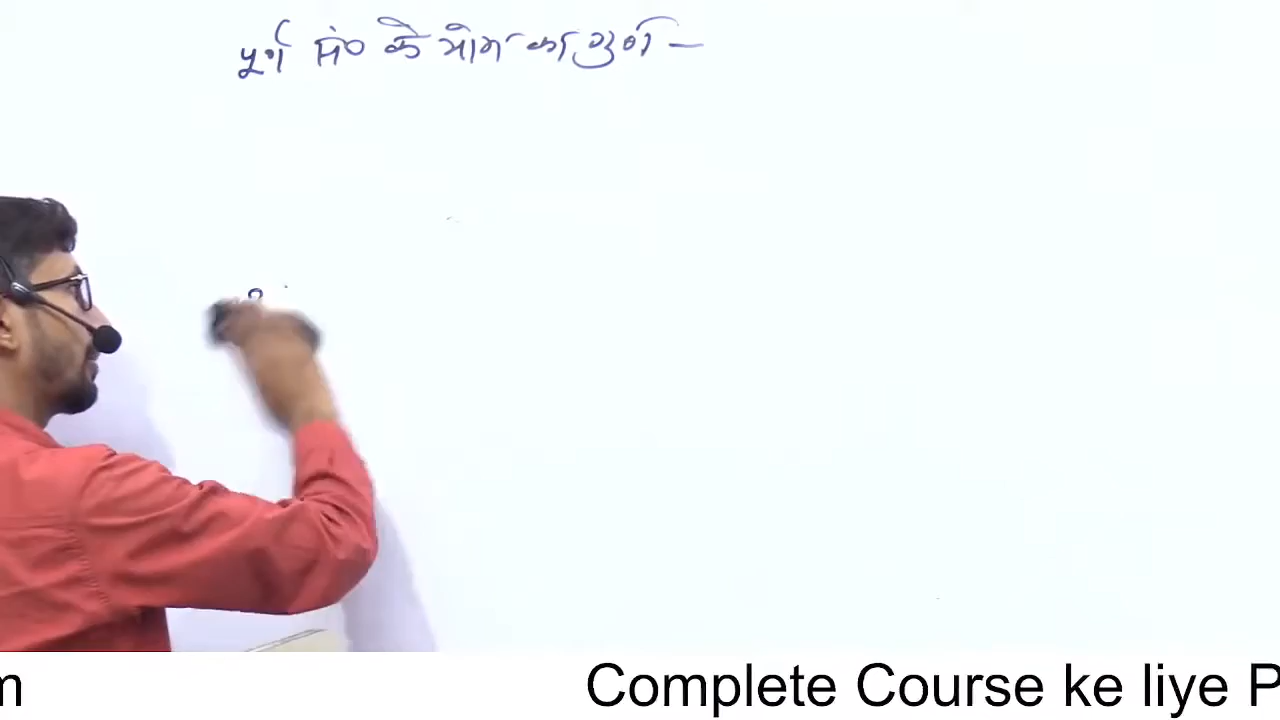 पूर्ण सं० के योग का गुण —
m
Complete Course ke liye P